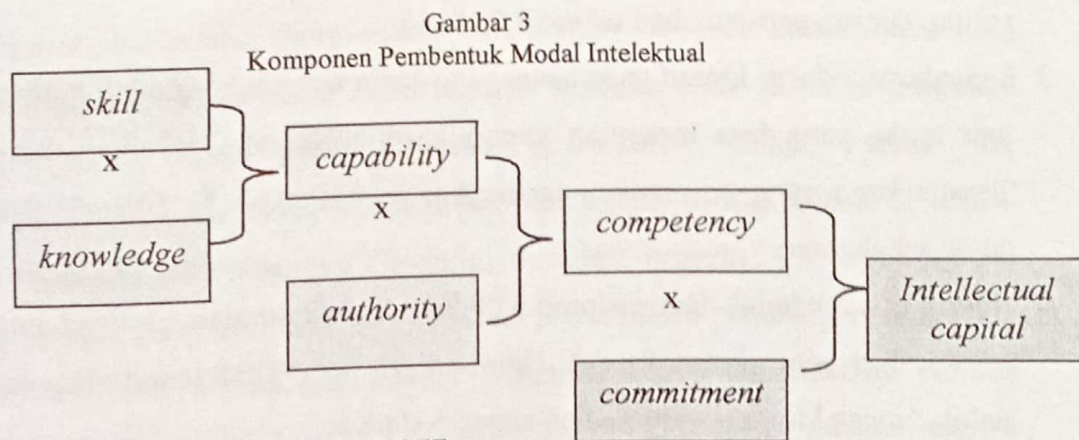 Gambar 3
Komponen Pembentuk Modal Intelektual
skill
x
knowledge
capability
x
authority
competency
x
commitment
Intellectual
capital